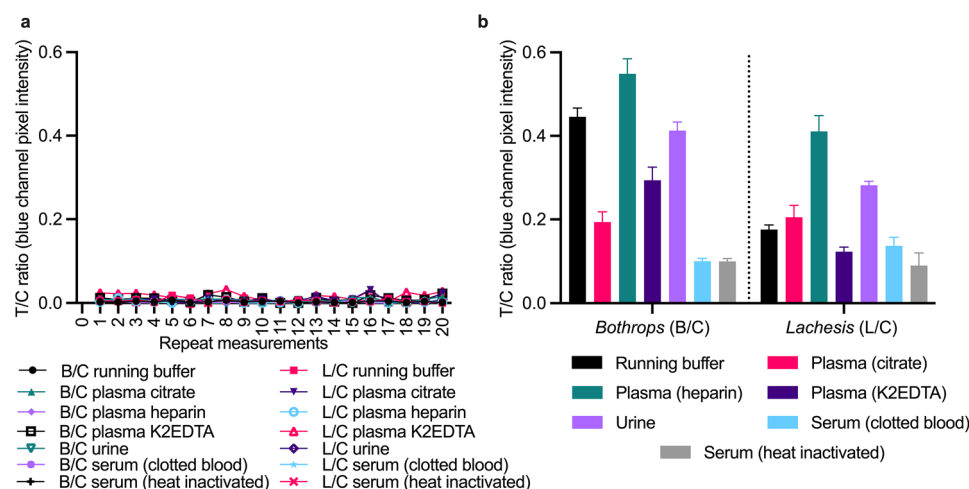 a
T/C ratio (blue channel pixel intensity)
0.6
0.4
0.2
0.0
0 1 2 3 4 5 6 7 8 9 10 11 12 13 14 15 16 17 18 19 20
Repeat measurements
B/C running buffer
B/C plasma citrate
B/C plasma heparin
B/C plasma K2EDTA
B/C urine
B/C serum (clotted blood)
B/C serum (heat inactivated)
L/C running buffer
L/C plasma citrate
L/C plasma heparin
L/C plasma K2EDTA
L/C urine
L/C serum (clotted blood)
L/C serum (heat inactivated)
b
T/C ratio (blue channel pixel intensity)
0.6
0.4
0.2
0.0
Bothrops (B/C) Lachesis (L/C)
Running buffer Plasma (citrate)
Plasma (heparin) Plasma (K2EDTA)
Urine Serum (clotted blood)
Serum (heat inactivated)